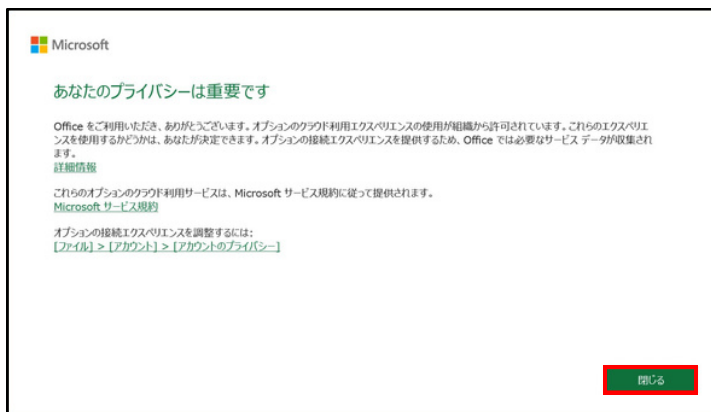 Microsoft
あなたのプライバシーは重要です
Office をご利用いただき、ありがとうございます。オプションのクラウド利用エクスペリエンスの使用が組織から許可されています。これらのエクスペリエ
ンスを使用するかどうかは、あなたが決定できます。オプションの接続エクスペリエンスを提供するため、Office では必要なサービス データが収集され
ます。
詳細情報
これらのオプションのクラウド利用サービスは、Microsoft サービス規約に従って提供されます。
Microsoft サービス規約
オプションの接続エクスペリエンスを調整するには:
[ファイル] > [アカウント] > [アカウントのプライバシー]
閉じる